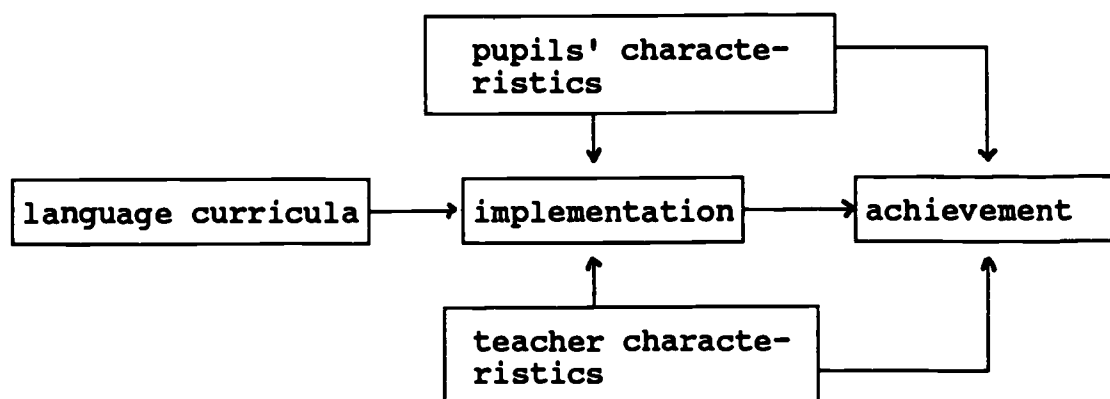 pupils' characte-
ristics
language curricula
implementation
achievement
teacher characte-
ristics